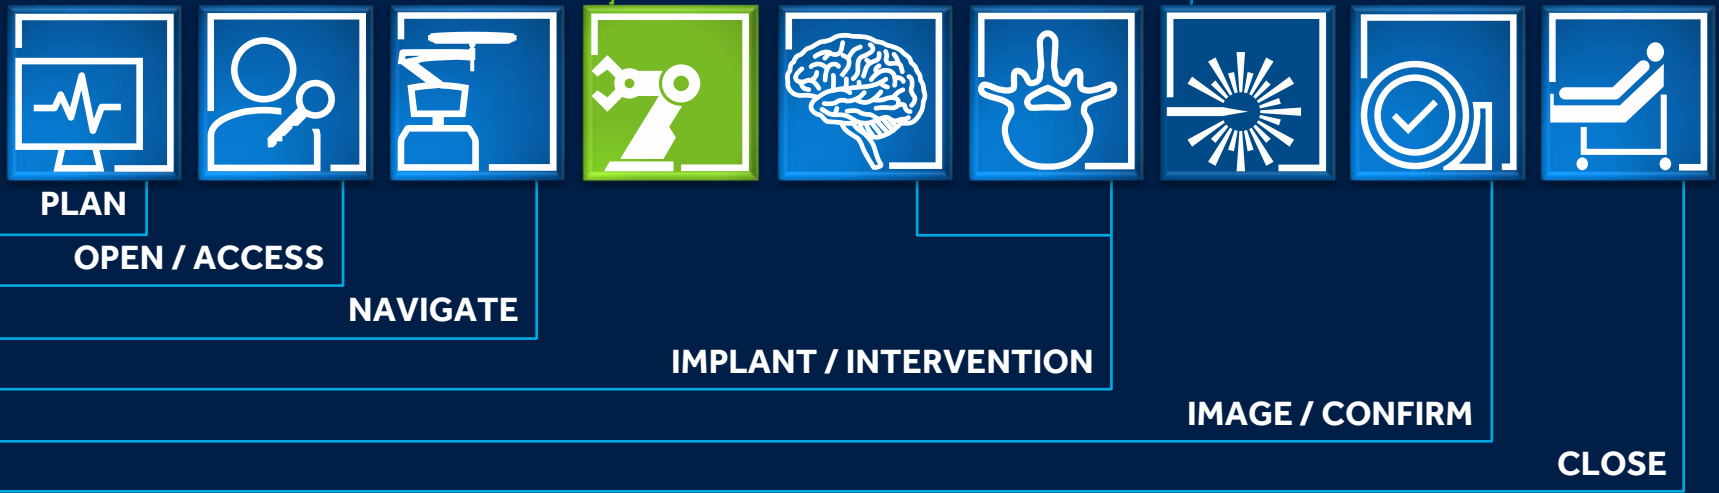 PLAN
OPEN / ACCESS
NAVIGATE
IMPLANT / INTERVENTION
IMAGE / CONFIRM
CLOSE